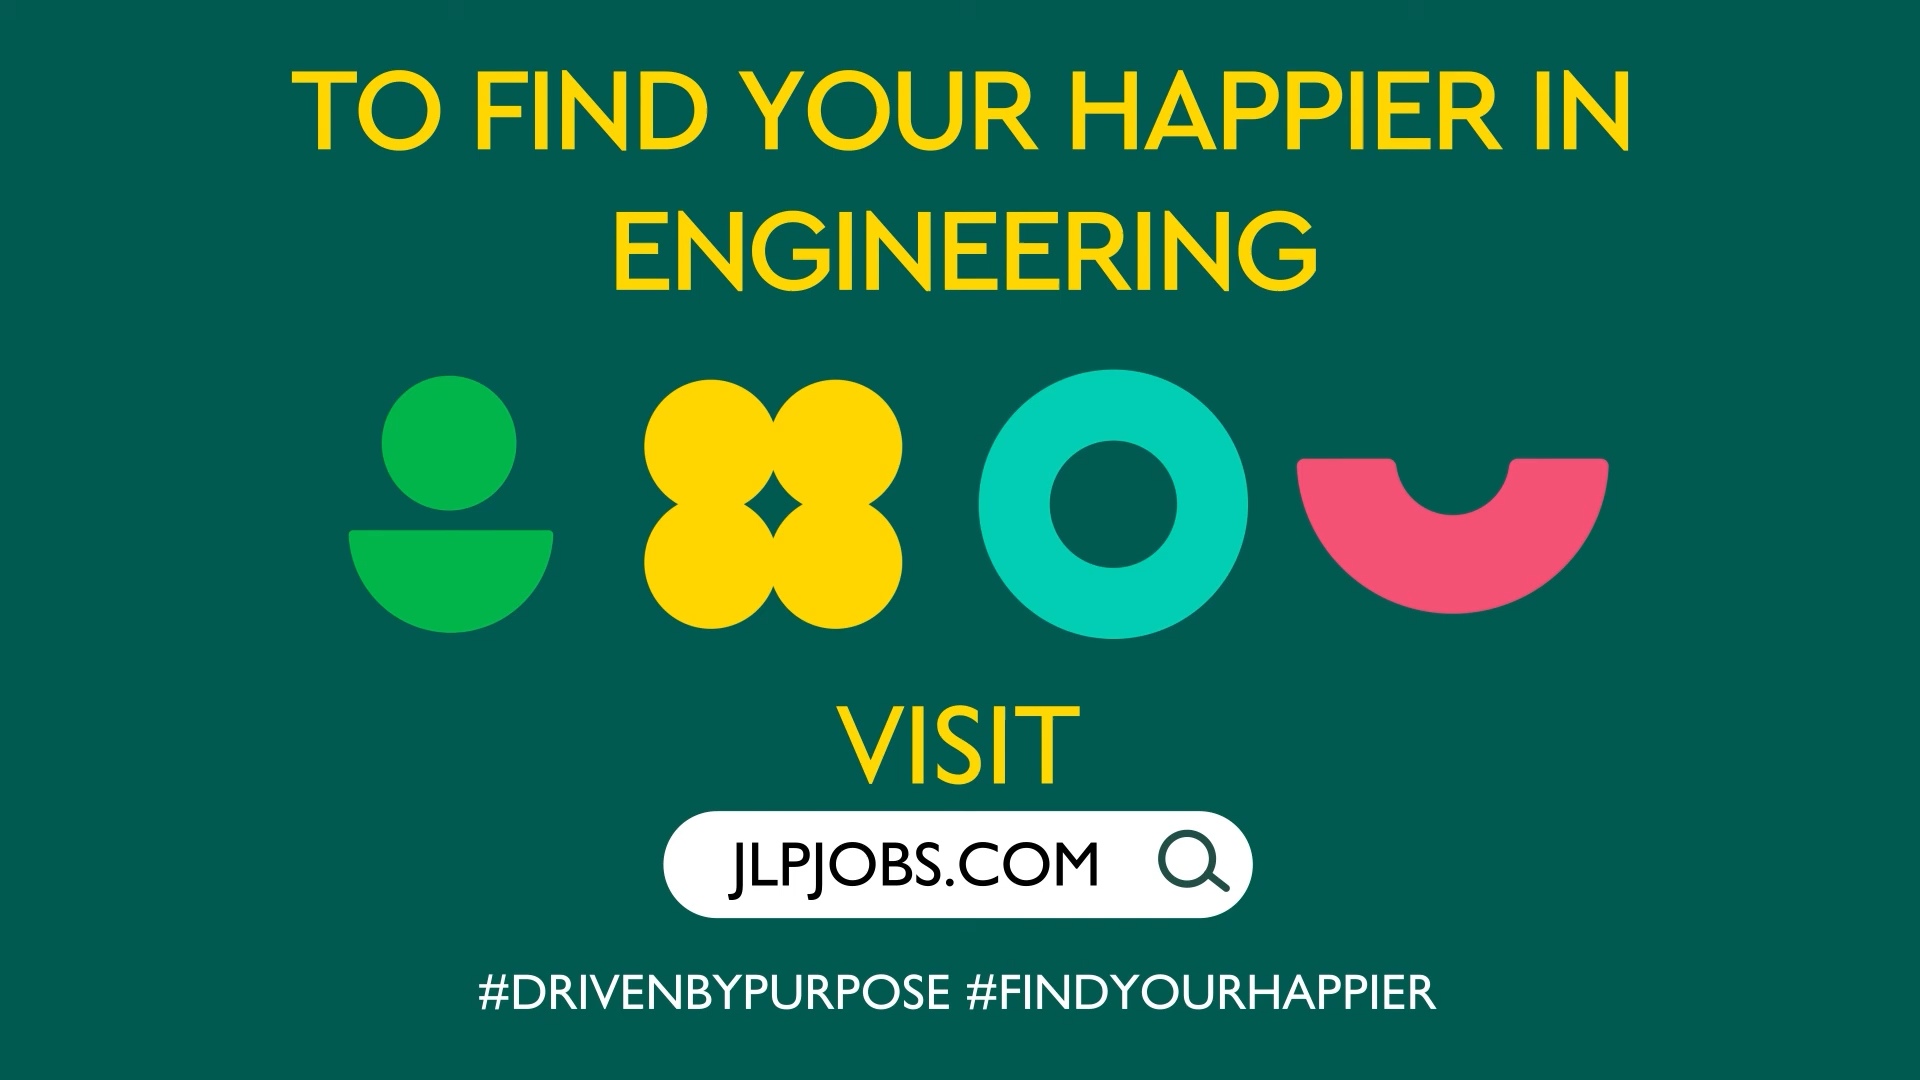 TO FIND YOUR HAPPIER IN
ENGINEERING
VISIT
JLPJOBS.COM
#DRIVENBYPURPOSE #FINDYOURHAPPIER